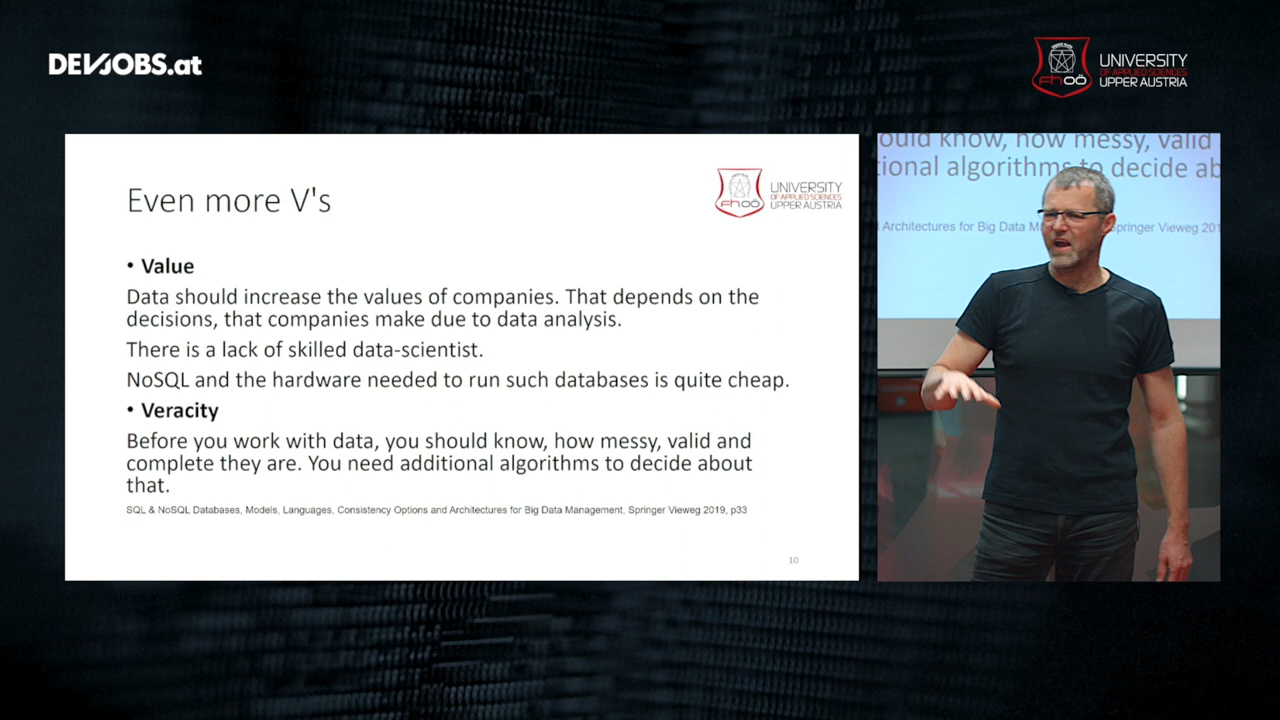 DEVJOBS.at
fh oö
UNIVERSITY
OF APPLIED SCIENCES
UPPER AUSTRIA
Even more V's
fh oö
UNIVERSITY
OF APPLIED SCIENCES
UPPER AUSTRIA
• Value
Data should increase the values of companies. That depends on the
decisions, that companies make due to data analysis.
There is a lack of skilled data-scientist.
NoSQL and the hardware needed to run such databases is quite cheap.
• Veracity
Before you work with data, you should know, how messy, valid and
complete they are. You need additional algorithms to decide about
that.
SQL & NoSQL Databases, Models, Languages, Consistency Options and Architectures for Big Data Management, Springer Vieweg 2019, p33
10
ould know, how messy, valid
tional algorithms to decide ab
Architectures for Big Data Springer Vieweg 201